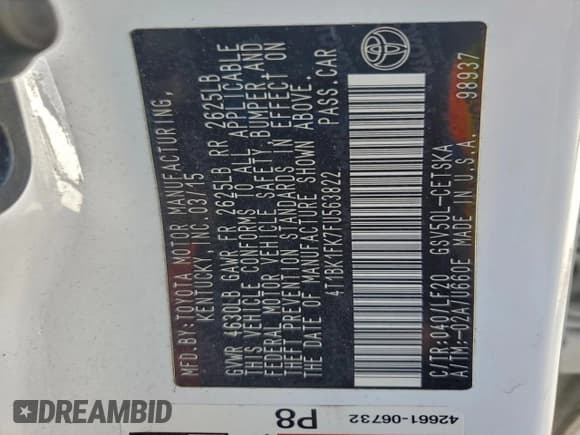 MFD.BY:TOYOTA MOTOR MANUFACTURING,
KENTUCKY, INC. 03/15
GVWR 4630LB GAWR FR 2625LB RR 2625LB
THIS VEHICLE CONFORMS TO ALL APPLICABLE
FEDERAL MOTOR VEHICLE SAFETY, BUMPER, AND
THEFT PREVENTION STANDARDS IN EFFECT ON
THE DATE OF MANUFACTURE SHOWN ABOVE.
4T1BK1FK7FU563822 PASS.CAR
C/TR:040/LF20 GSV50L-CETSKA
A/TM:-02A/U660E MADE IN U.S.A. 98937
42661-06732
P8
DREAMBID